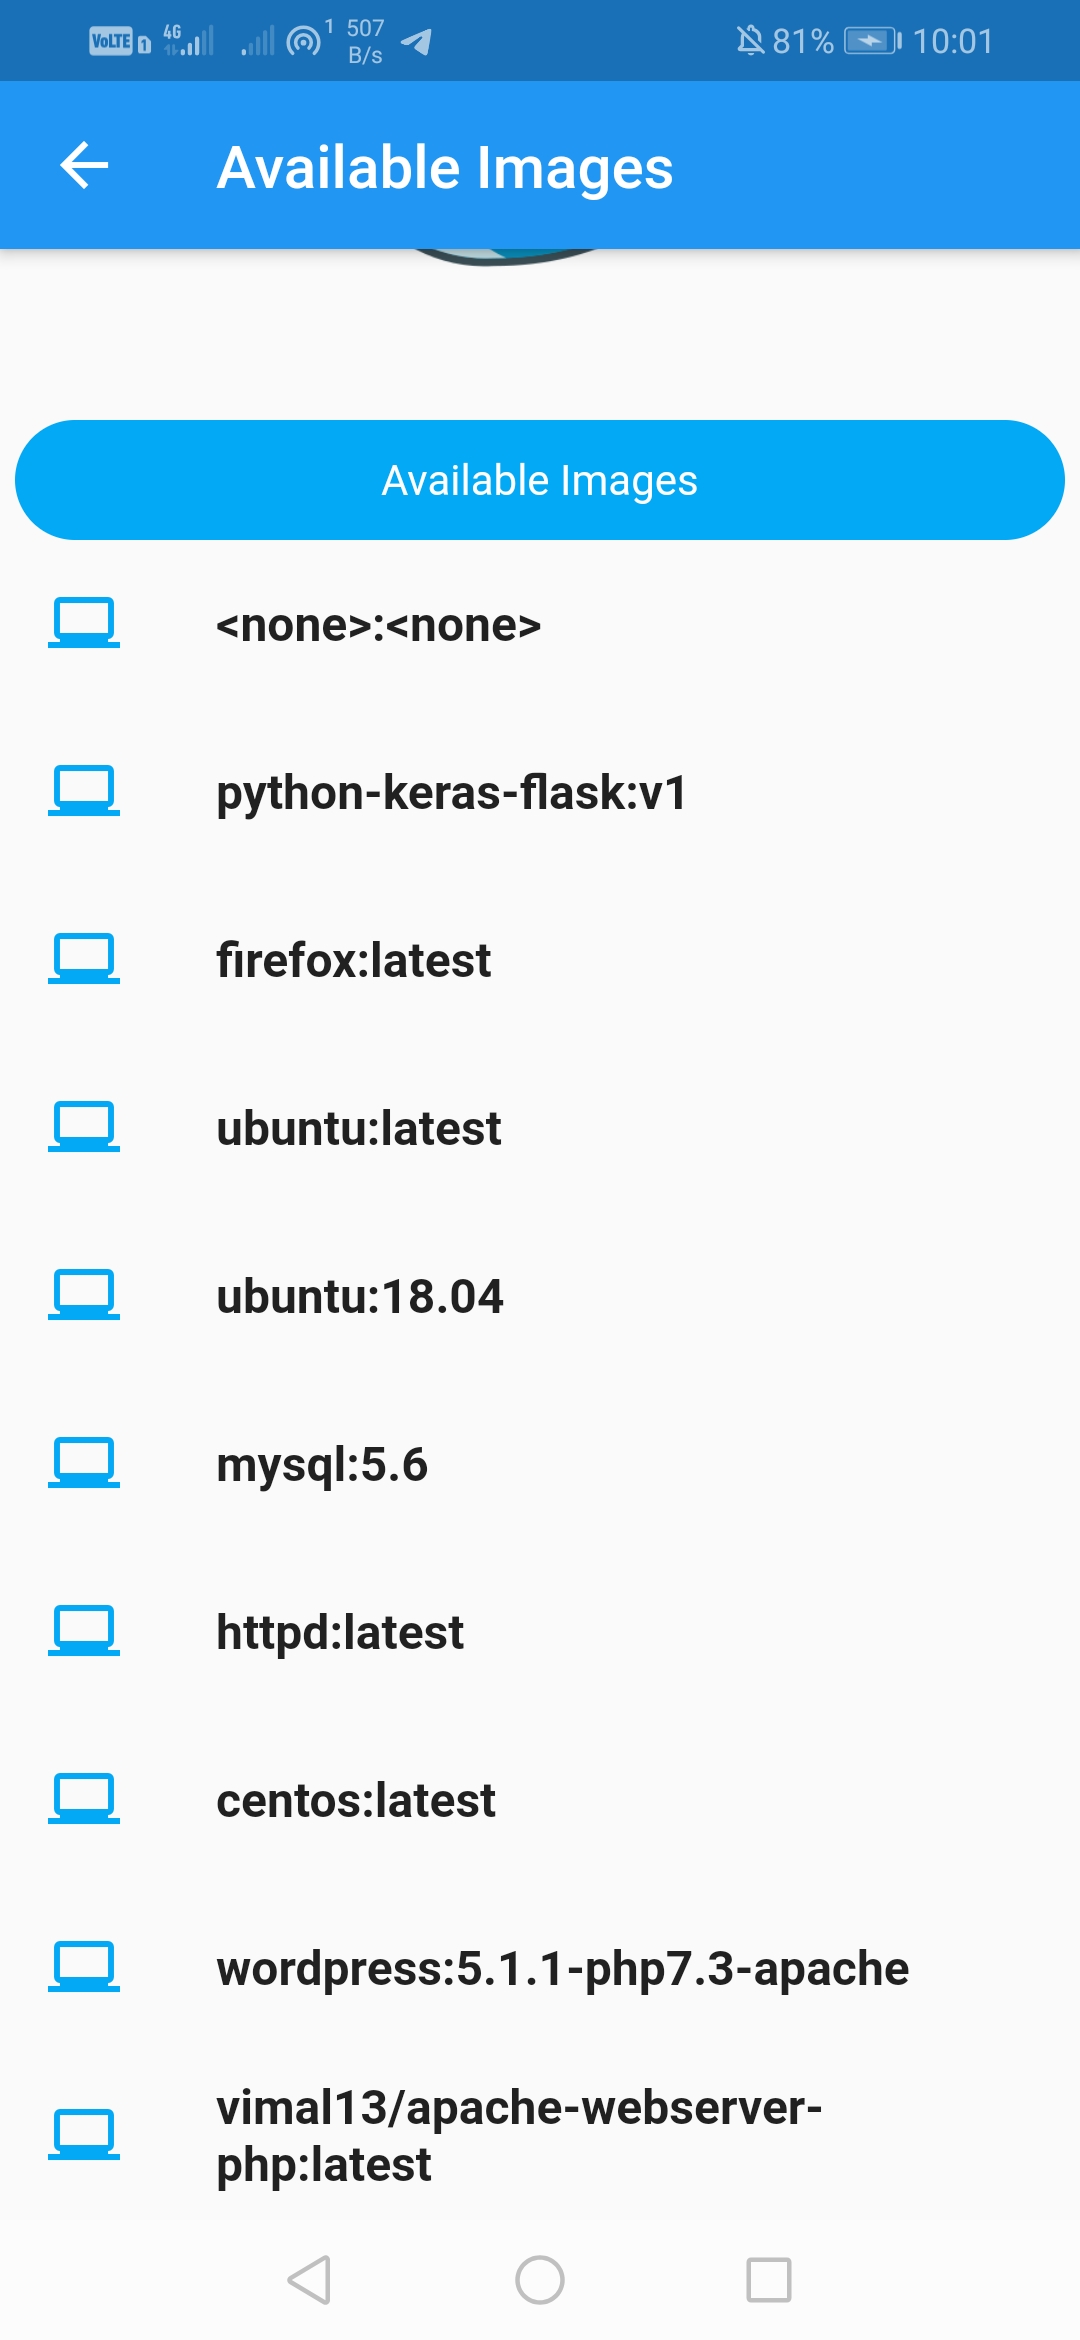 VoLTE 1 4G 1 507 B/s 81% 10:01
Available Images
Available Images
<none>:<none>
python-keras-flask:v1
firefox:latest
ubuntu:latest
ubuntu:18.04
mysql:5.6
httpd:latest
centos:latest
wordpress:5.1.1-php7.3-apache
vimal13/apache-webserver-
php:latest